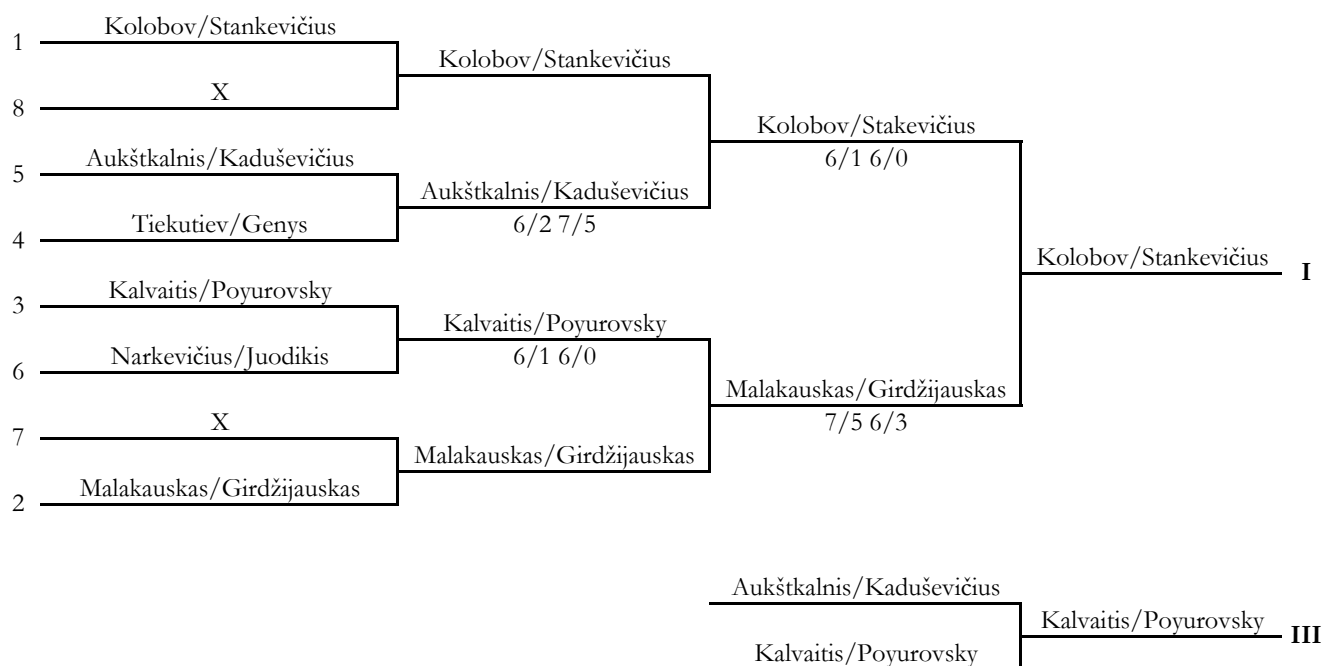 Kolobov/Stankevičius
1
Kolobov/Stankevičius
X
8
Kolobov/Stakevičius
6/1 6/0
Aukštkalnis/Kaduševičius
5
Aukštkalnis/Kaduševičius
6/2 7/5
Tiekutiev/Genys
4
Kolobov/Stankevičius I
Kalvaitis/Poyurovsky
3
Kalvaitis/Poyurovsky
6/1 6/0
Narkevičius/Juodikis
6
Malakauskas/Girdžijauskas
7/5 6/3
X
7
Malakauskas/Girdžijauskas
Malakauskas/Girdžijauskas
2
Aukštkalnis/Kaduševičius
Kalvaitis/Poyurovsky III
Kalvaitis/Poyurovsky